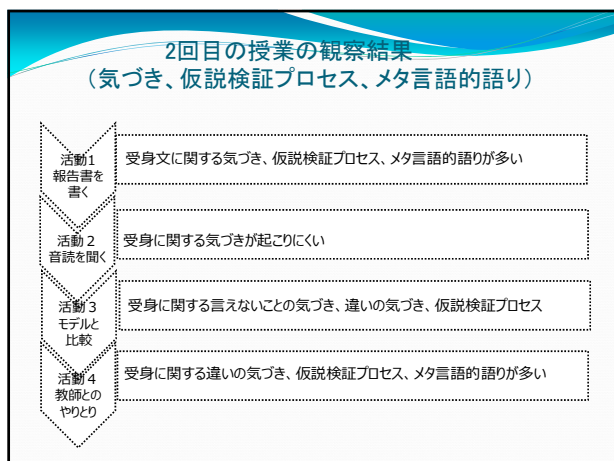 2回目の授業の観察結果
（気づき、仮説検証プロセス、メタ言語的語り）
活動1
報告書を
書く
受身文に関する気づき、仮説検証プロセス、メタ言語的語りが多い
活動２
音読を聞く
受身に関する気づきが起こりにくい
活動３
モデルと
比較
受身に関する言えないことの気づき、違いの気づき、仮説検証プロセス
活動４
教師との
やりとり
受身に関する違いの気づき、仮説検証プロセス、メタ言語的語りが多い